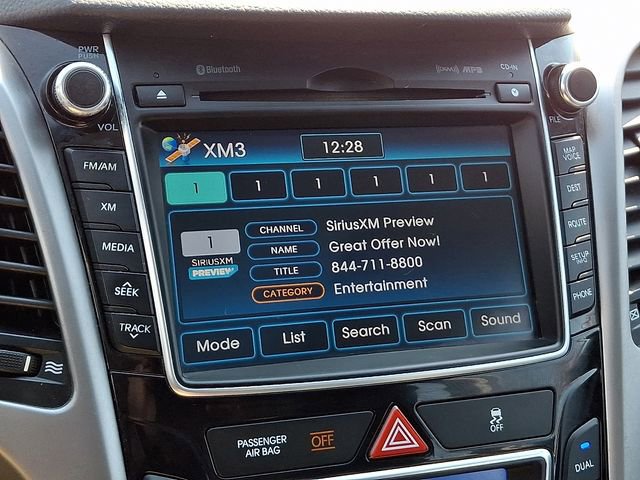 PWR
PUSH
Bluetooth
MP3
CD-IN
VOL
FILE
FM/AM
XM
MEDIA
SEEK
TRACK
XM3
12:28
1 1 1 1 1 1
1
SIRIUSXM
PREVIEW
CHANNEL SiriusXM Preview
NAME Great Offer Now!
TITLE 844-711-8800
CATEGORY Entertainment
Mode List Search Scan Sound
MAP
VOICE
DEST
ROUTE
SETUP
PHONE
PASSENGER
AIR BAG
OFF
OFF
DUAL